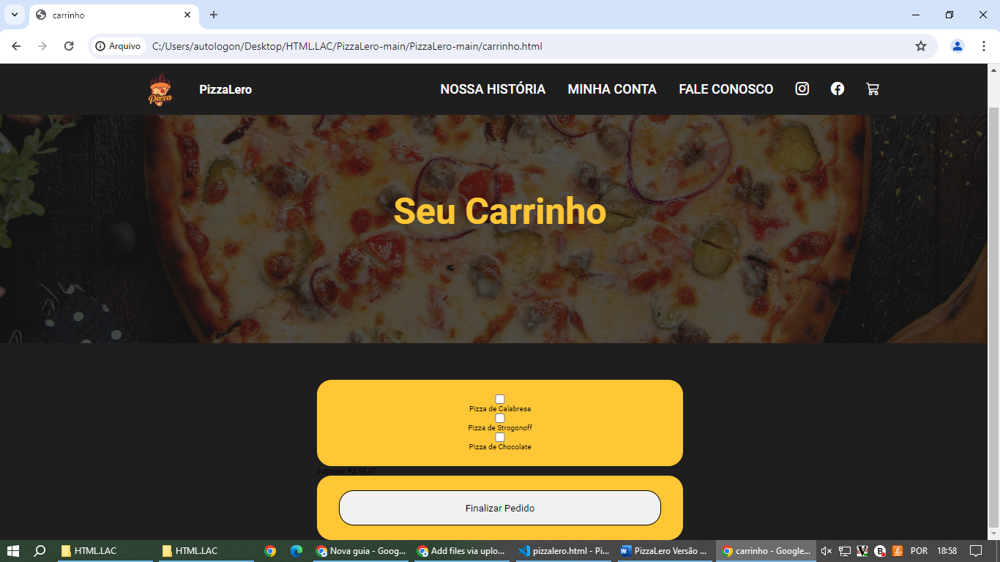 carrinho
Arquivo
C:/Users/autologon/Desktop/HTML.LAC/PizzaLero-main/PizzaLero-main/carrinho.html
Pizza
PizzaLero
NOSSA HISTÓRIA
MINHA CONTA
FALE CONOSCO
Seu Carrinho
Pizza de Calabresa
Pizza de Strogonoff
Pizza de Chocolate
Subtotal: R$ 99,67
Finalizar Pedido
HTML.LAC
HTML.LAC
Nova guia - Goog...
Add files via uplo...
pizzalero.html - Pi...
PizzaLero Versão ...
carrinho - Google...
POR
18:58